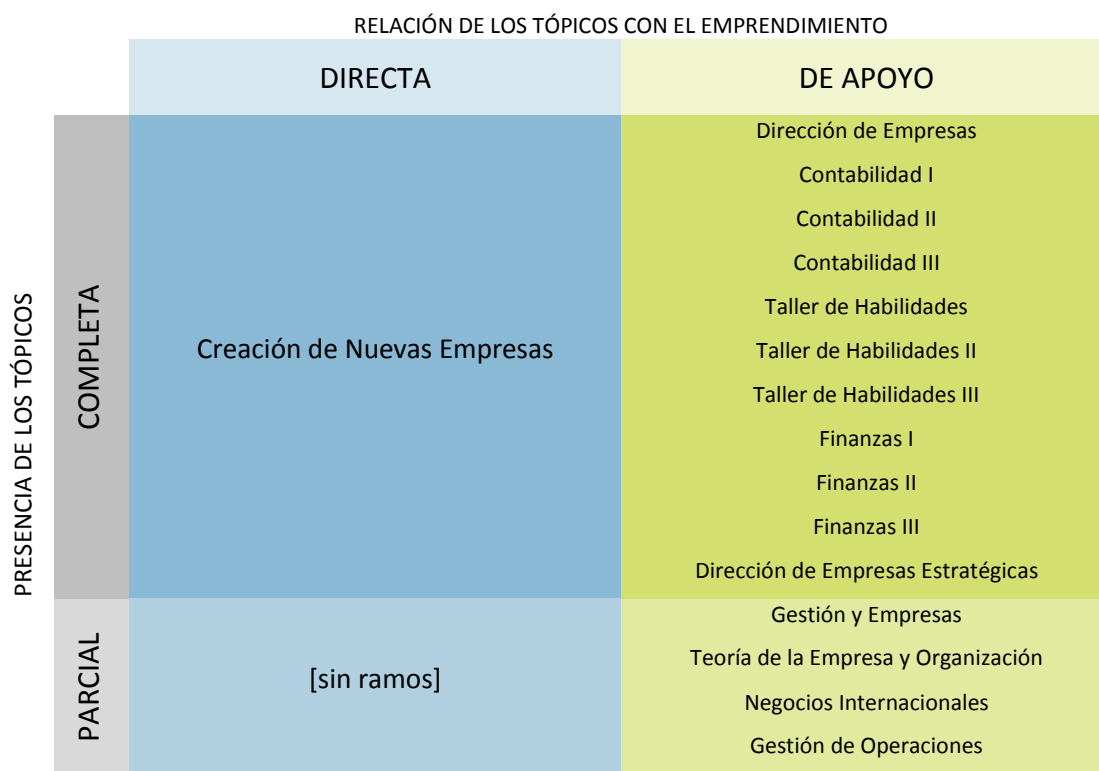 RELACIÓN DE LOS TÓPICOS CON EL EMPRENDIMIENTO
DIRECTA
DE APOYO
PRESENCIA DE LOS TÓPICOS
COMPLETA
Creación de Nuevas Empresas
Dirección de Empresas
Contabilidad I
Contabilidad II
Contabilidad III
Taller de Habilidades
Taller de Habilidades II
Taller de Habilidades III
Finanzas I
Finanzas II
Finanzas III
Dirección de Empresas Estratégicas
PARCIAL
[sin ramos]
Gestión y Empresas
Teoría de la Empresa y Organización
Negocios Internacionales
Gestión de Operaciones